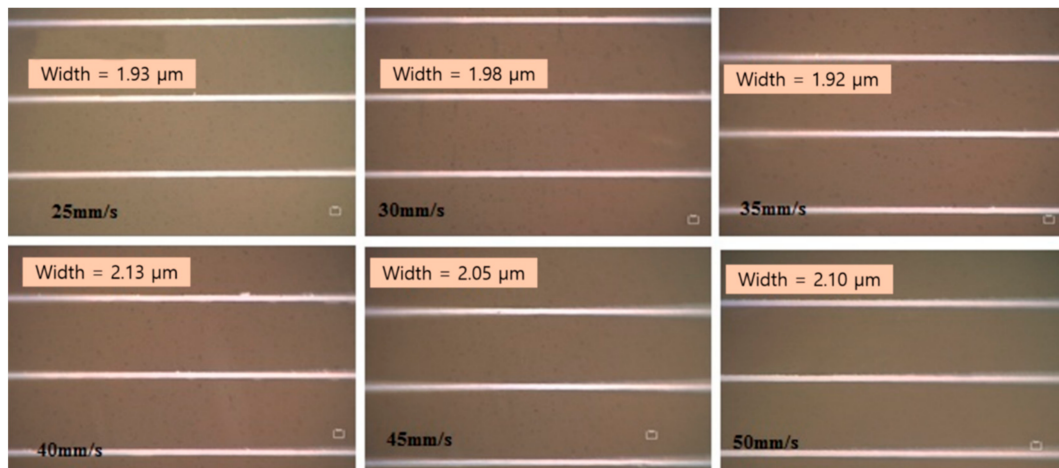 Width = 1.93 μm
25mm/s
Width = 1.98 μm
30mm/s
Width = 1.92 μm
35mm/s
Width = 2.13 μm
40mm/s
Width = 2.05 μm
45mm/s
Width = 2.10 μm
50mm/s